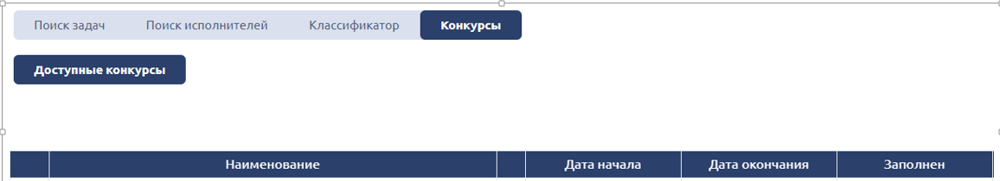 Поиск задач Поиск исполнителей Классификатор Конкурсы
Доступные конкурсы
Наименование Дата начала Дата окончания Заполнен